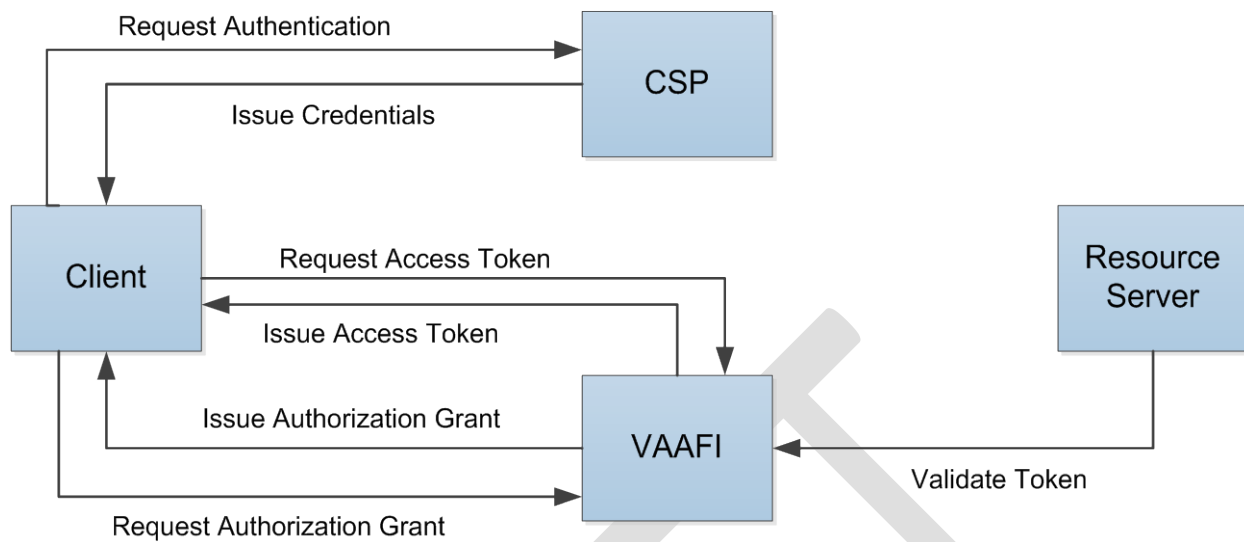 Request Authentication
CSP
Issue Credentials
Client
Request Access Token
Resource
Server
Issue Access Token
Issue Authorization Grant
VAAFI
Validate Token
Request Authorization Grant